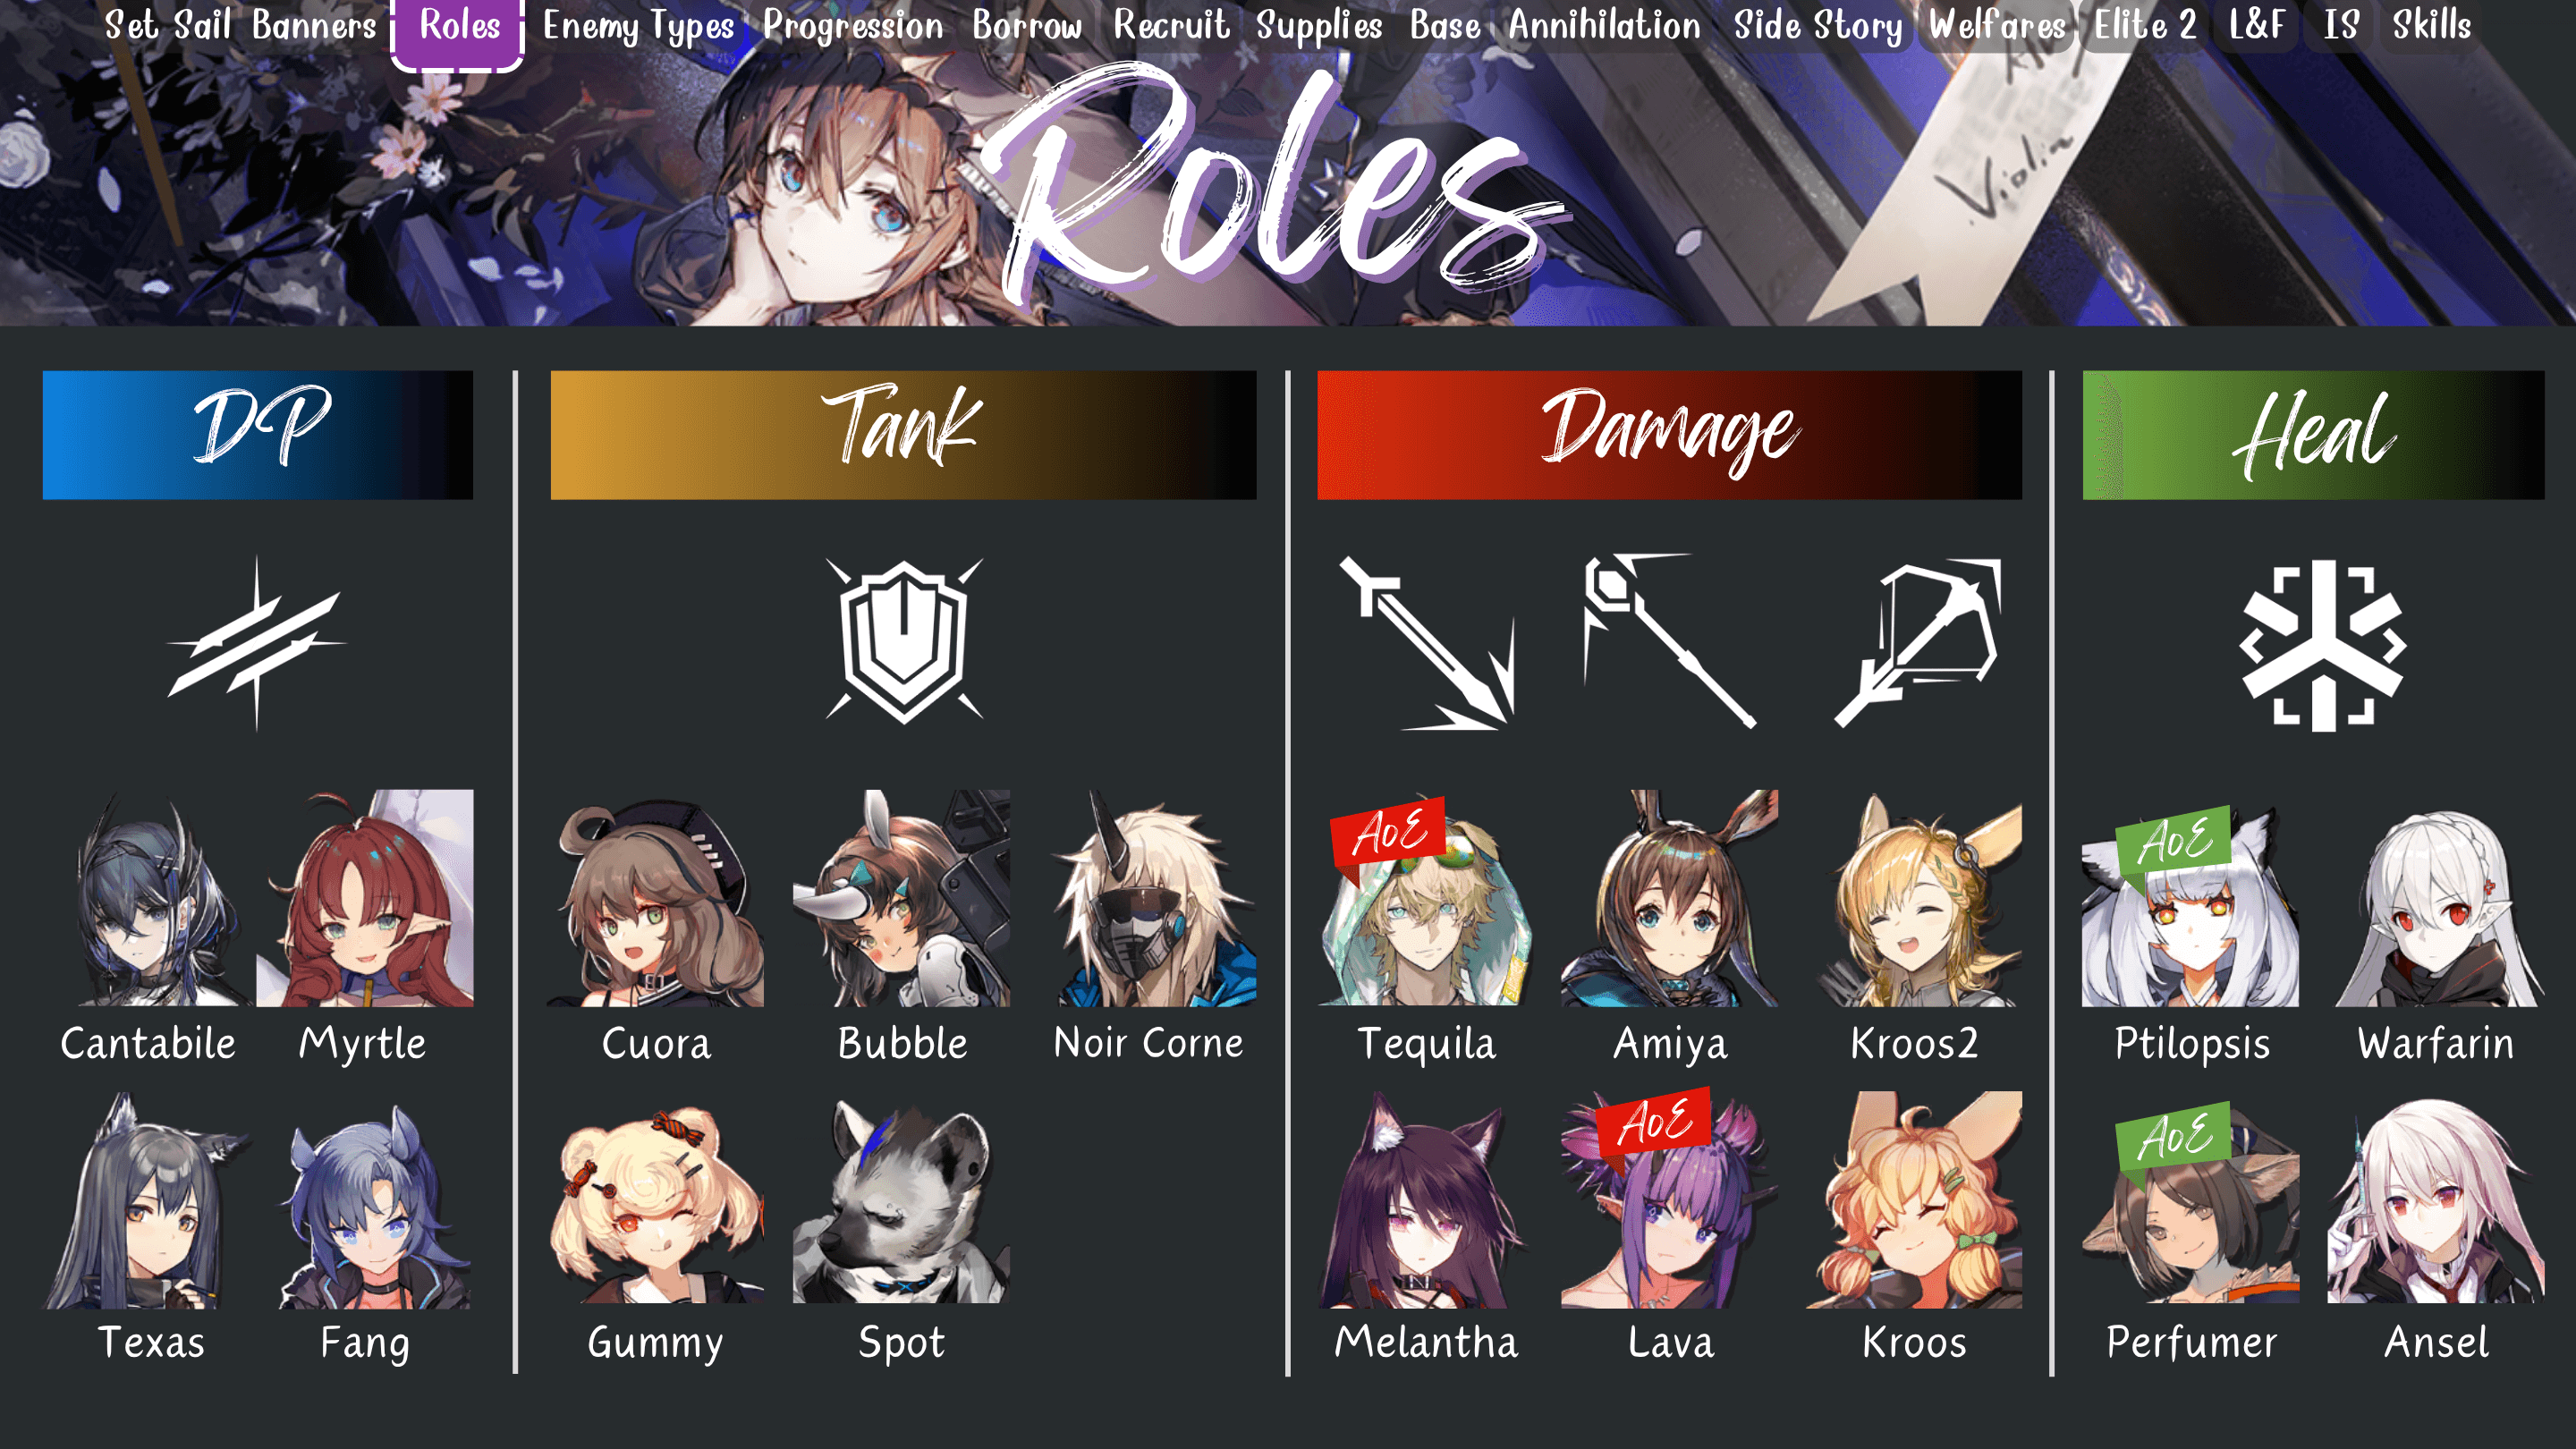 Set Sail Banners Roles Enemy Types Progression Borrow Recruit Supplies Base Annihilation Side Story Welfares Elite 2 L&F IS Skills
Roles
Violin
DP Tank Damage Heal
AoE AoE
Cantabile Myrtle Cuora Bubble Noir Corne Tequila Amiya Kroos2 Ptilopsis Warfarin
AoE AoE
Texas Fang Gummy Spot Melantha Lava Kroos Perfumer Ansel